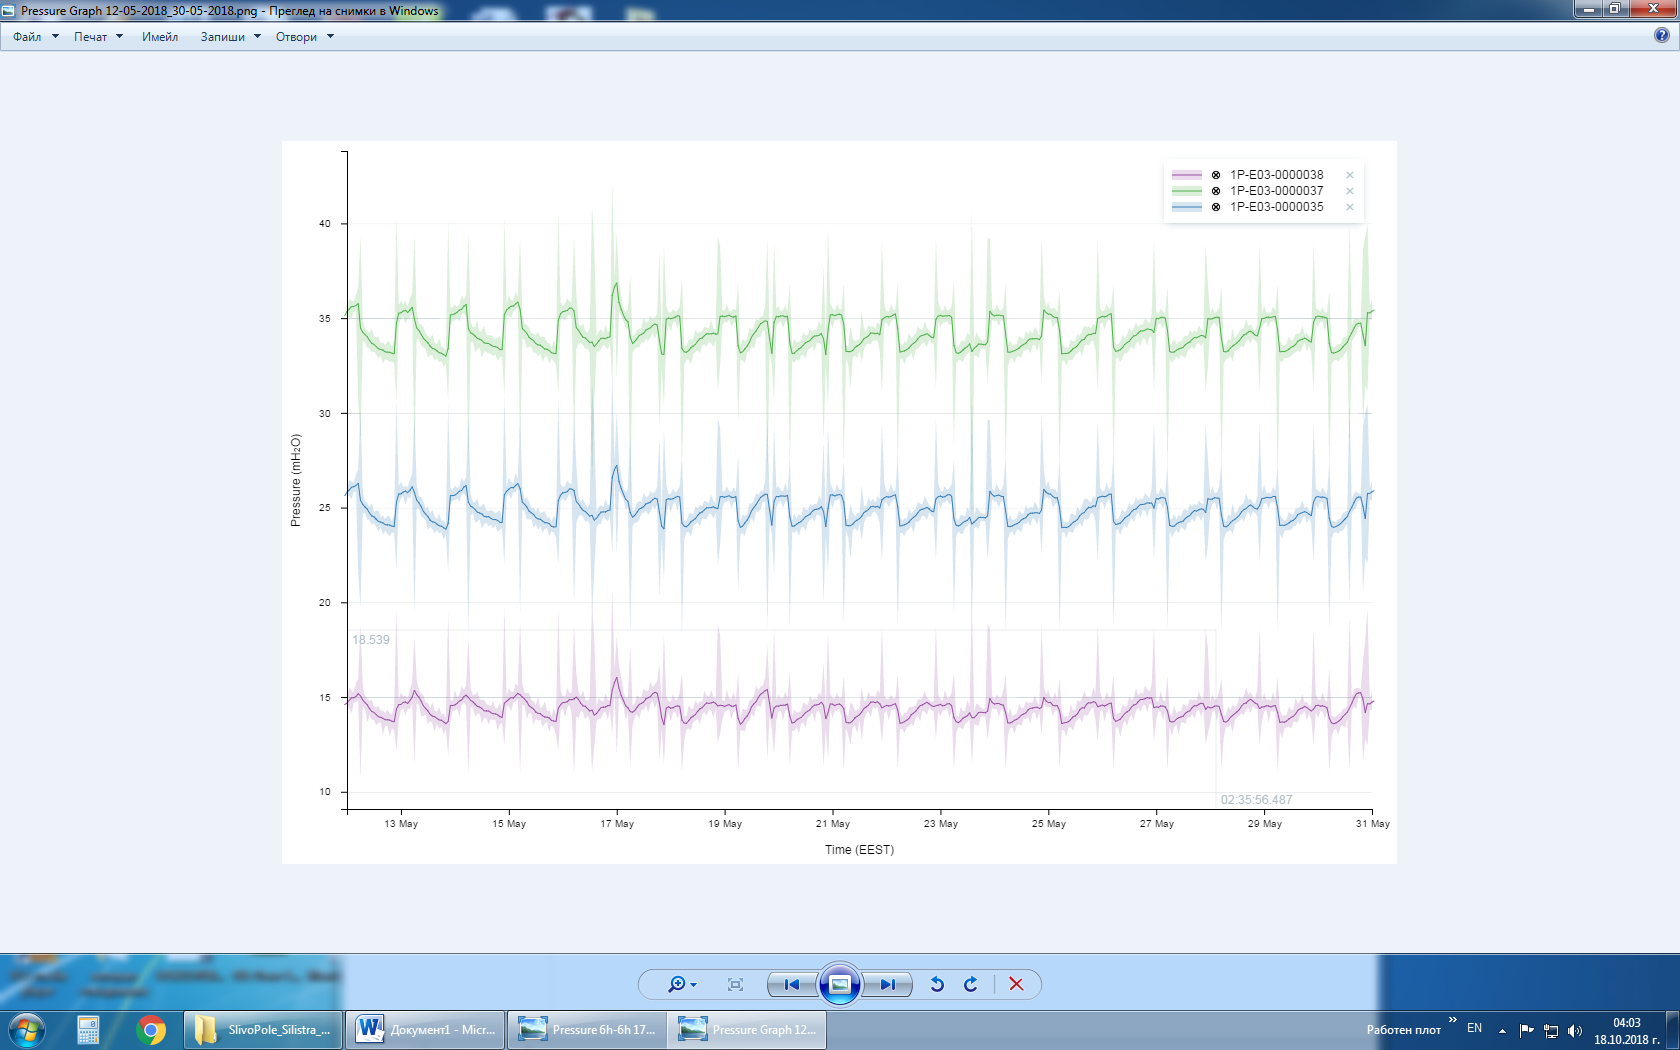 Pressure Graph 12-05-2018_30-05-2018.png - Преглед на снимки в Windows
Файл Печат Имейл Запиши Отвори
1P-E03-0000038
1P-E03-0000037
1P-E03-0000035
40
35
30
25
20
15
10
Pressure (mH₂O)
18.539
02:35:56.487
13 May 15 May 17 May 19 May 21 May 23 May 25 May 27 May 29 May 31 May
Time (EEST)
SlivoPole_Silistra_... Документ1 - Micr... Pressure 6h-6h 17... Pressure Graph 12...
Работен плот » EN
04:03
18.10.2018 г.